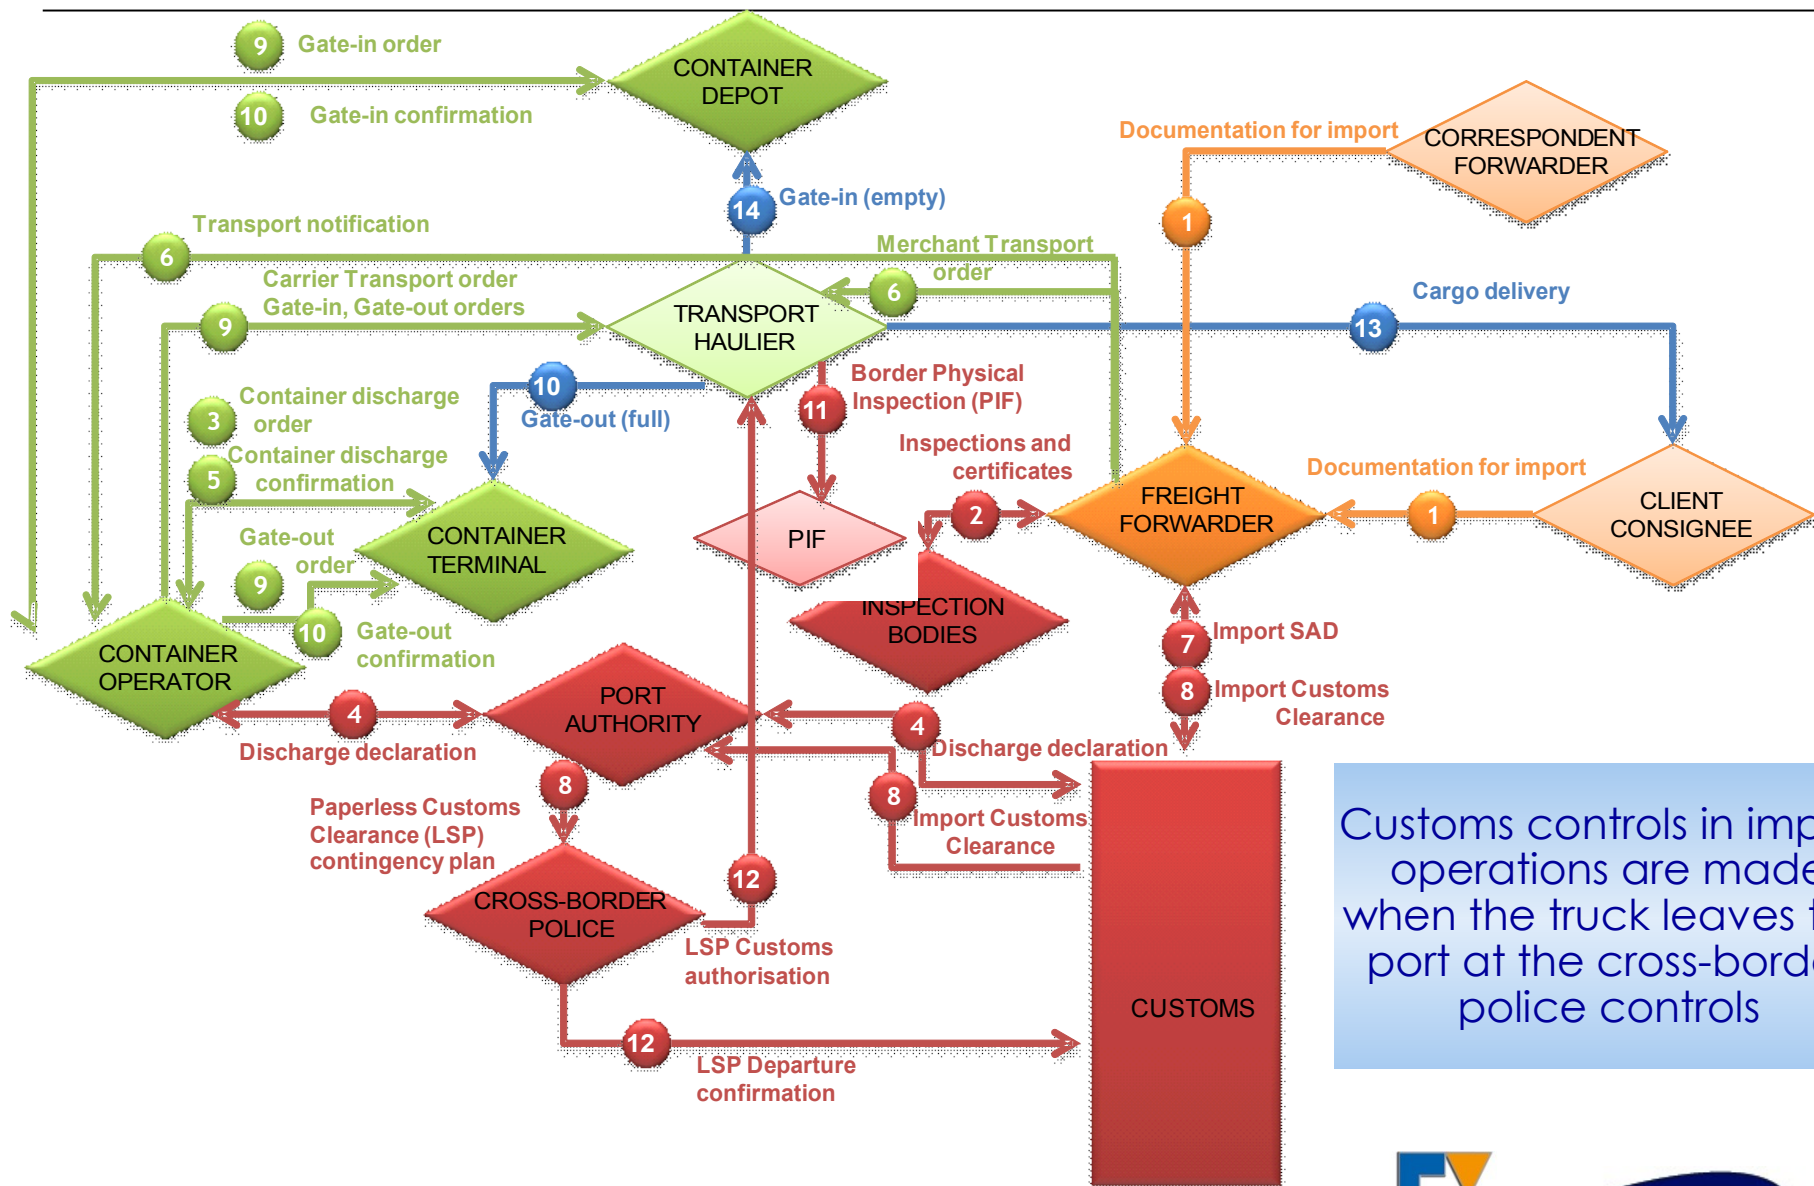 9 Gate-in order
CONTAINER
DEPOT
10 Gate-in confirmation
Documentation for import
CORRESPONDENT
FORWARDER
14 Gate-in (empty)
1
Transport notification
6
Merchant Transport
order
6
Carrier Transport order
Gate-in, Gate-out orders
9
TRANSPORT
HAULIER
Cargo delivery
13
10
Gate-out (full)
Border Physical
Inspection (PIF)
11
3
Container discharge
order
5
Container discharge
confirmation
Inspections and
certificates
2
Documentation for import
1
FREIGHT
FORWARDER
CLIENT
CONSIGNEE
CONTAINER
TERMINAL
PIF
Gate-out
order
9
10
Gate-out
confirmation
INSPECTION
BODIES
7 Import SAD
8 Import Customs
Clearance
CONTAINER
OPERATOR
4
Discharge declaration
PORT
AUTHORITY
4
Discharge declaration
8
Paperless Customs
Clearance (LSP)
contingency plan
8
Import Customs
Clearance
CROSS-BORDER
POLICE
12
LSP Customs
authorisation
12
LSP Departure
confirmation
CUSTOMS
Customs controls in
operations are made
when the truck leaves
port at the
police controls